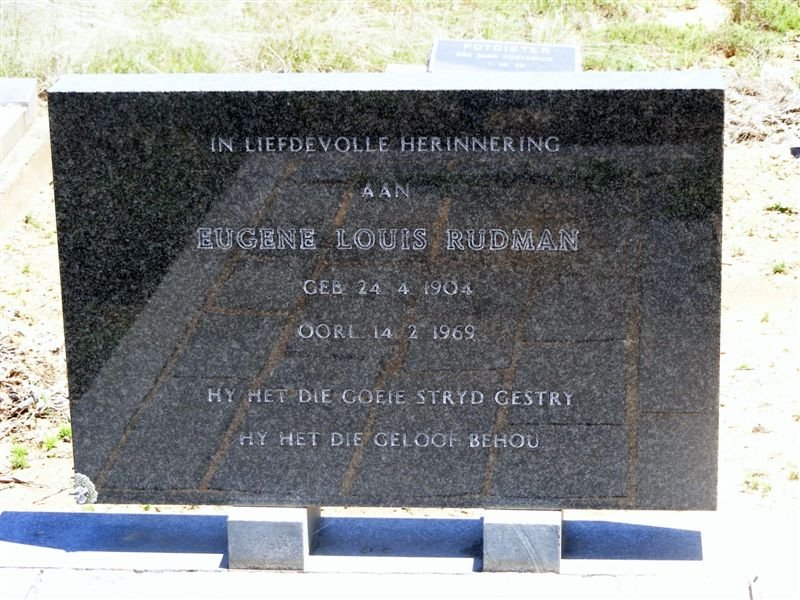 POTGIETER
IN LIEFDEVOLLE HERINNERING
AAN
EUGENE LOUIS RUDMAN
GEB 24 4 1904
OORL 14 2 1969
HY HET DIE GOEIE STRYD GESTRY
HY HET DIE GELOOF BEHOU